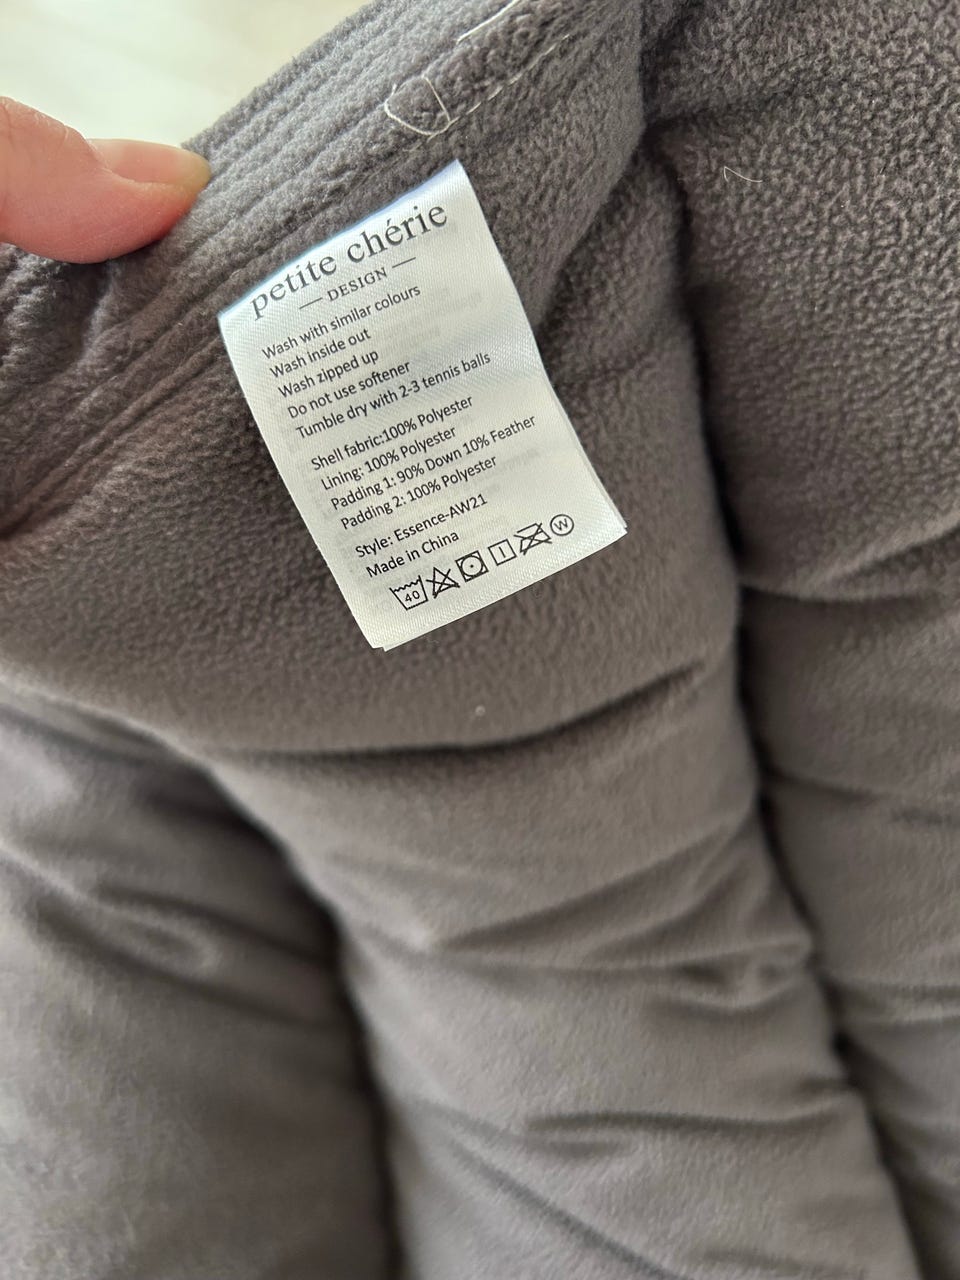 petite chérie
DESIGN
Wash with similar colours
Wash inside out
Wash zipped up
Do not use softener
Tumble dry with 2-3 tennis balls
Shell fabric:100% Polyester
Lining: 100% Polyester
Padding 1: 90% Down 10% Feather
Padding 2: 100% Polyester
Style: Essence-AW21
Made in China
40 W